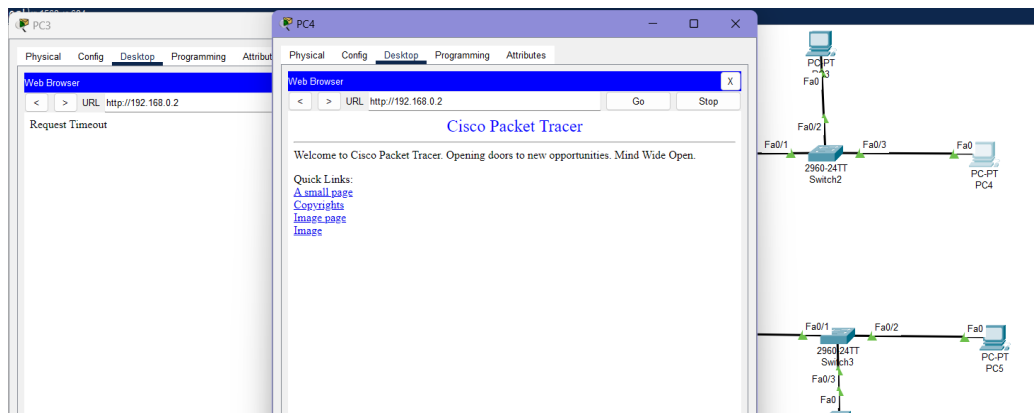 PC3
Physical Config Desktop Programming
Web Browser
< > URL http://192.168.0.2
Request Timeout
PC4
Physical Config Desktop Programming Attributes
Web Browser X
< > URL http://192.168.0.2 Go Stop
Cisco Packet Tracer
Welcome to Cisco Packet Tracer. Opening doors to new opportunities. Mind Wide Open.
Quick Links:
A small page
Copyrights
Image page
Image
PC-PT
Fa0
Fa0/2
Fa0/1
Fa0/3
Fa0
2960-24TT
Switch2
PC-PT
PC4
Fa0/1
Fa0/2
Fa0
2960-24TT
Switch3
PC-PT
PC5
Fa0/3
Fa0